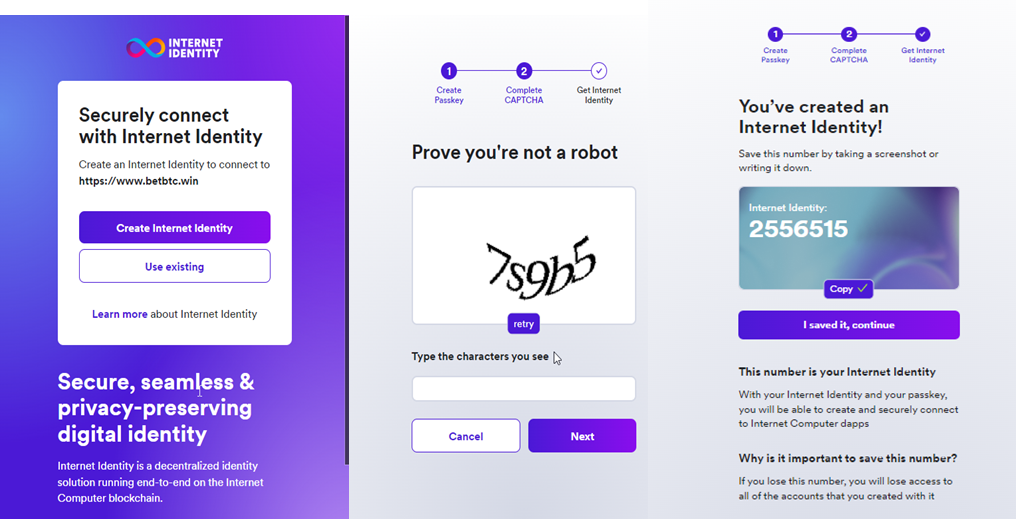 INTERNET
IDENTITY
Securely connect
with Internet Identity
Create an Internet Identity to connect to
https://www.betbtc.win
Create Internet Identity
Use existing
Learn more about Internet Identity
Secure, seamless &
privacy-preserving
digital identity
Internet Identity is a decentralized identity
solution running end-to-end on the Internet
Computer blockchain.
1 2
Create Complete Get Internet
Passkey CAPTCHA Identity
Prove you're not a robot
7s9b5
retry
Type the characters you see
Cancel Next
1 2
Create Complete Get Internet
Passkey CAPTCHA Identity
You've created an
Internet Identity!
Save this number by taking a screenshot or
writing it down.
Internet Identity:
2556515
Copy
I saved it, continue
This number is your Internet Identity
With your Internet Identity and your passkey,
you will be able to create and securely connect
to Internet Computer dapps
Why is it important to save this number?
If you lose this number, you will lose access to
all of the accounts that you created with it